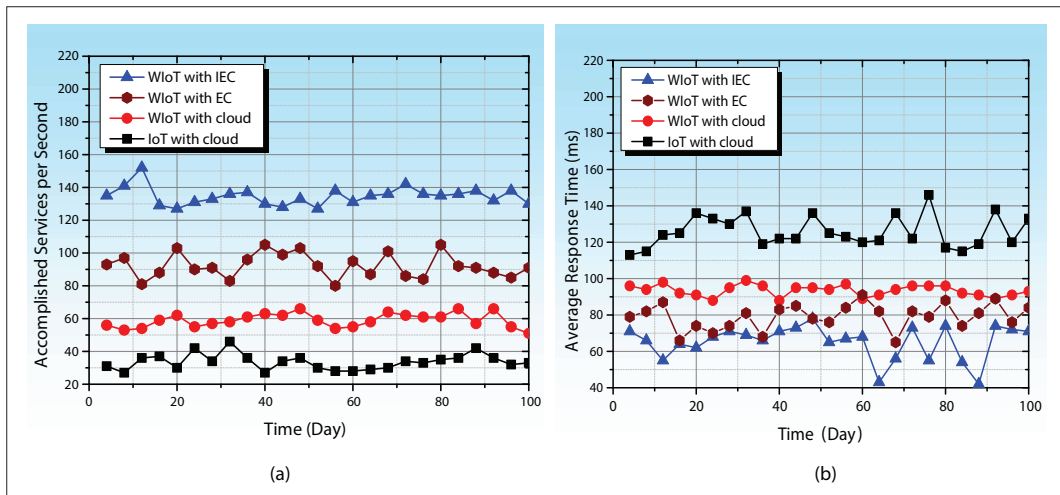 220
200
180
160
140
120
100
80
60
40
20
Accomplished Services per Second
WIoT with IEC
WIoT with EC
WIoT with cloud
IoT with cloud
0 20 40 60 80 100
Time (Day)
(a)
220
200
180
160
140
120
100
80
60
40
Average Response Time (ms)
WIoT with IEC
WIoT with EC
WIoT with cloud
IoT with cloud
0 20 40 60 80 100
Time (Day)
(b)